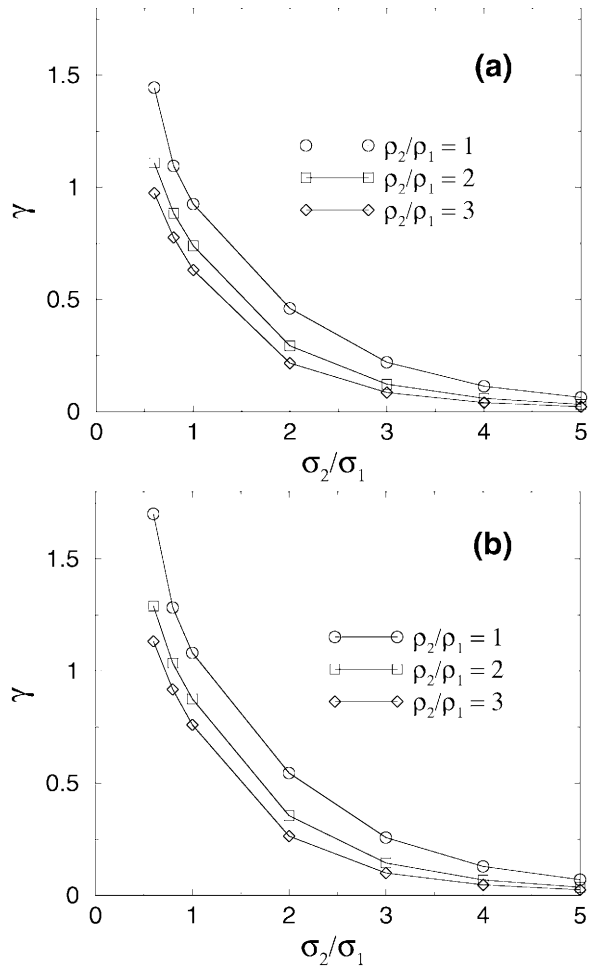 (a)
1.5
1
0.5
0
γ
ρ₂/ρ₁ = 1
ρ₂/ρ₁ = 2
ρ₂/ρ₁ = 3
0 1 2 3 4 5
σ₂/σ₁
(b)
1.5
1
0.5
0
γ
ρ₂/ρ₁ = 1
ρ₂/ρ₁ = 2
ρ₂/ρ₁ = 3
0 1 2 3 4 5
σ₂/σ₁